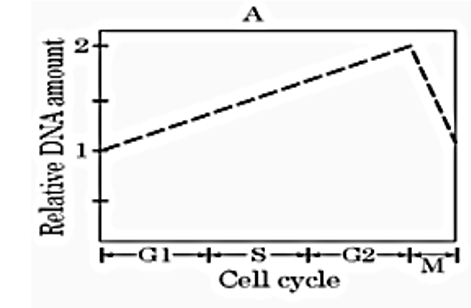 A
Relative DNA amount
2
1
G1 S G2 M
Cell cycle